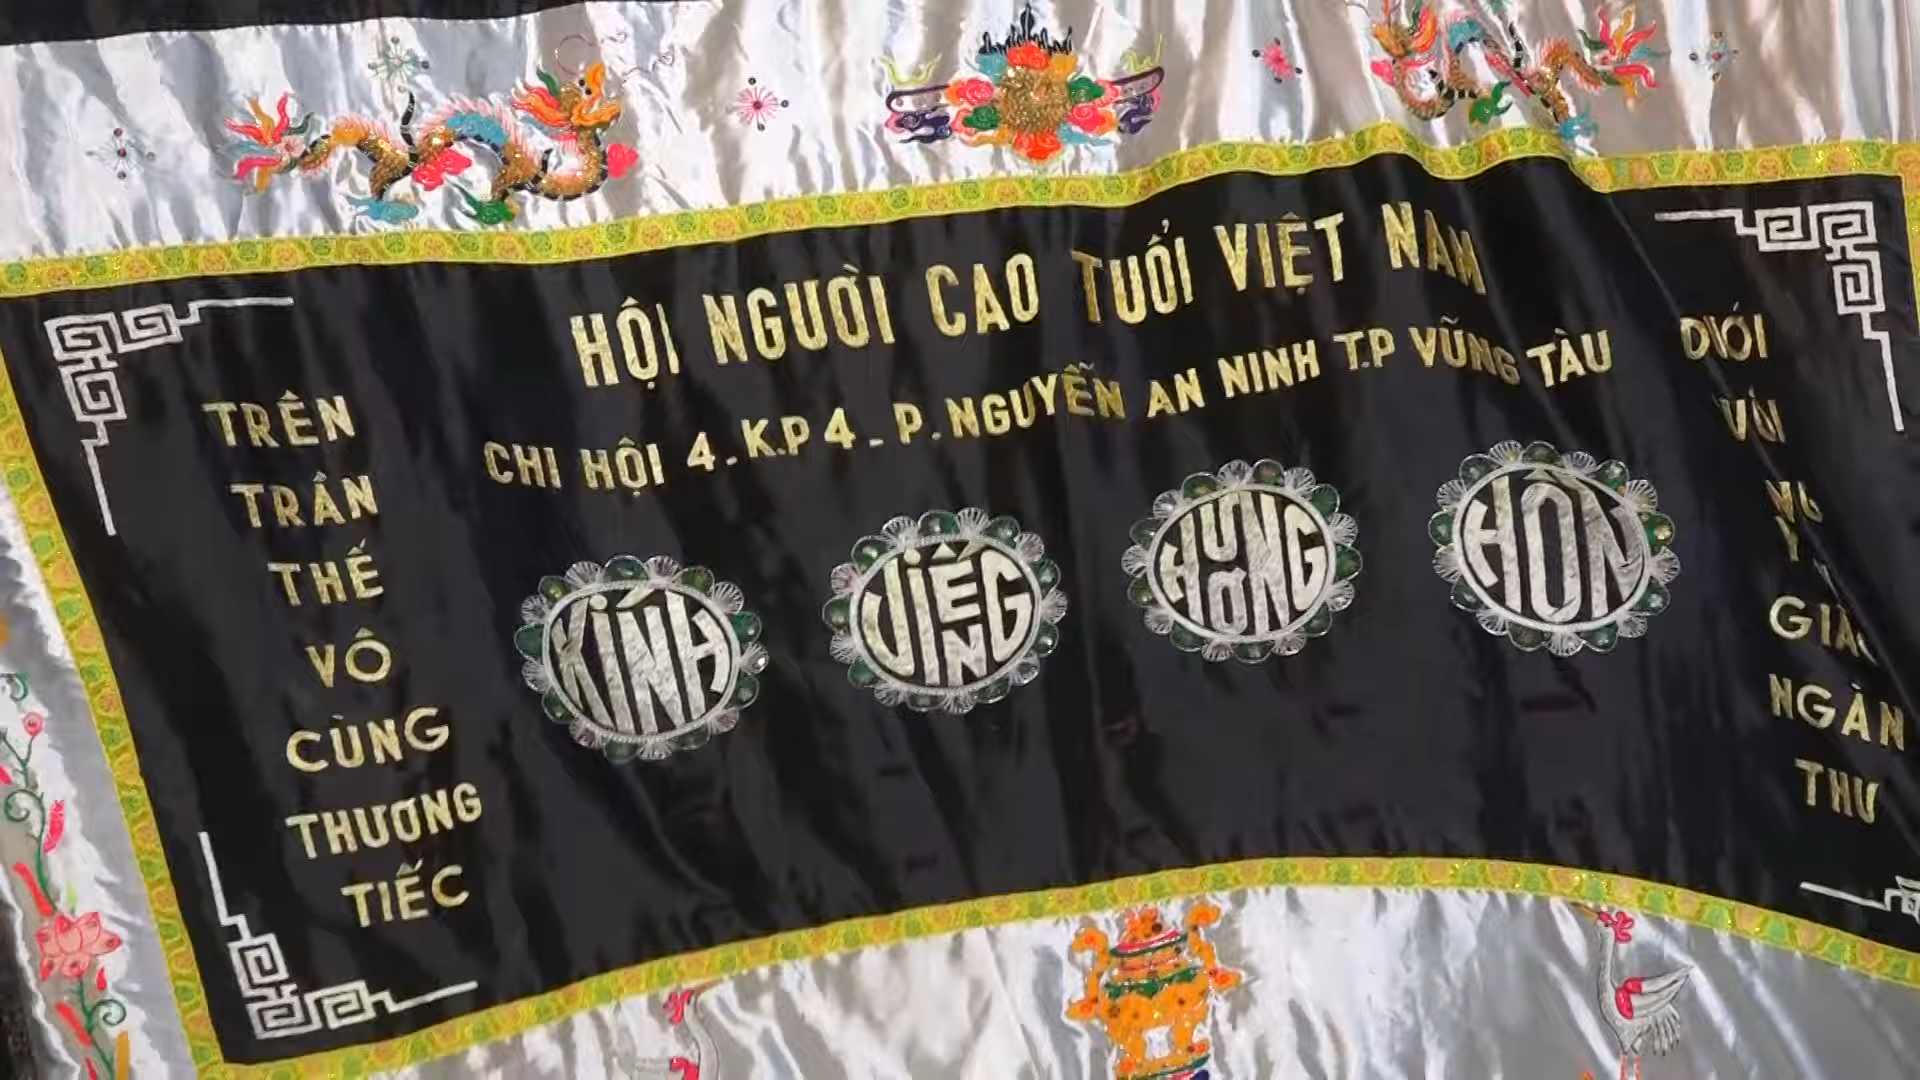 HỘI NGƯỜI CAO TUỔI VIỆT NAM
CHI HỘI 4 - K.P 4 - P. NGUYỄN AN NINH T.P VŨNG TÀU
TRÊN
TRẦN
THẾ
VÔ
CÙNG
THƯƠNG
TIẾC
KÍNH
VIẾNG
HƯƠNG
HỒN
DƯỚI
NGÀN
THU